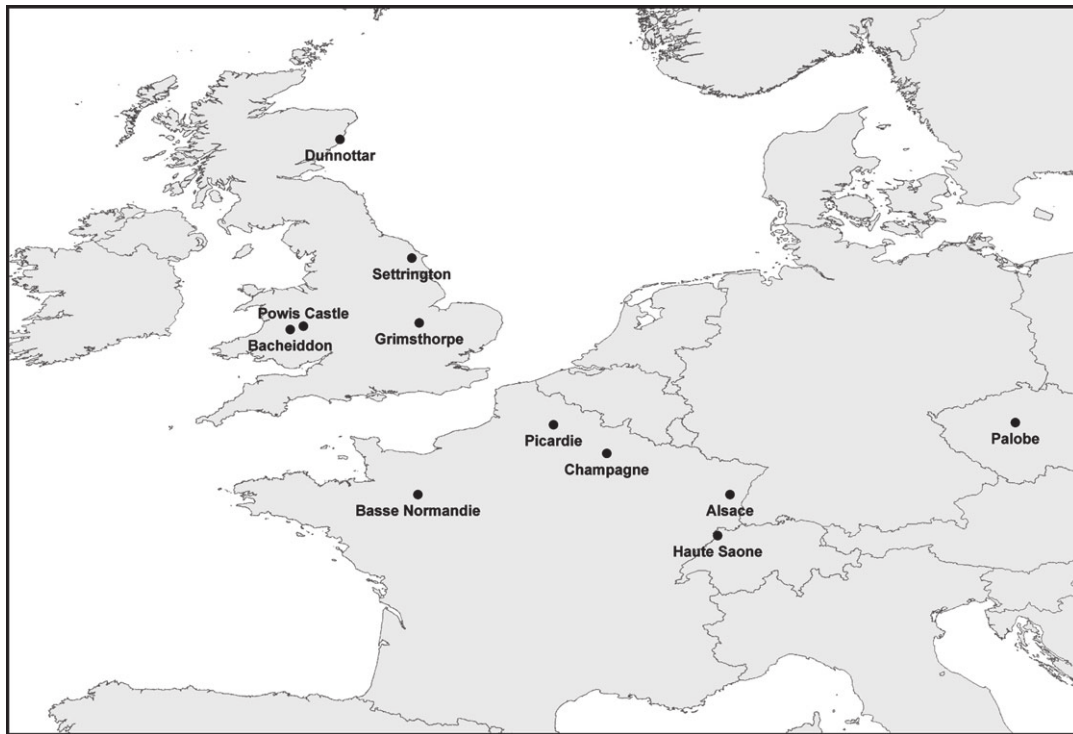 Dunnottar
Settrington
Powis Castle
Bacheiddon
Grimsthorpe
Picardie
Palobe
Champagne
Basse Normandie
Alsace
Haute Saone